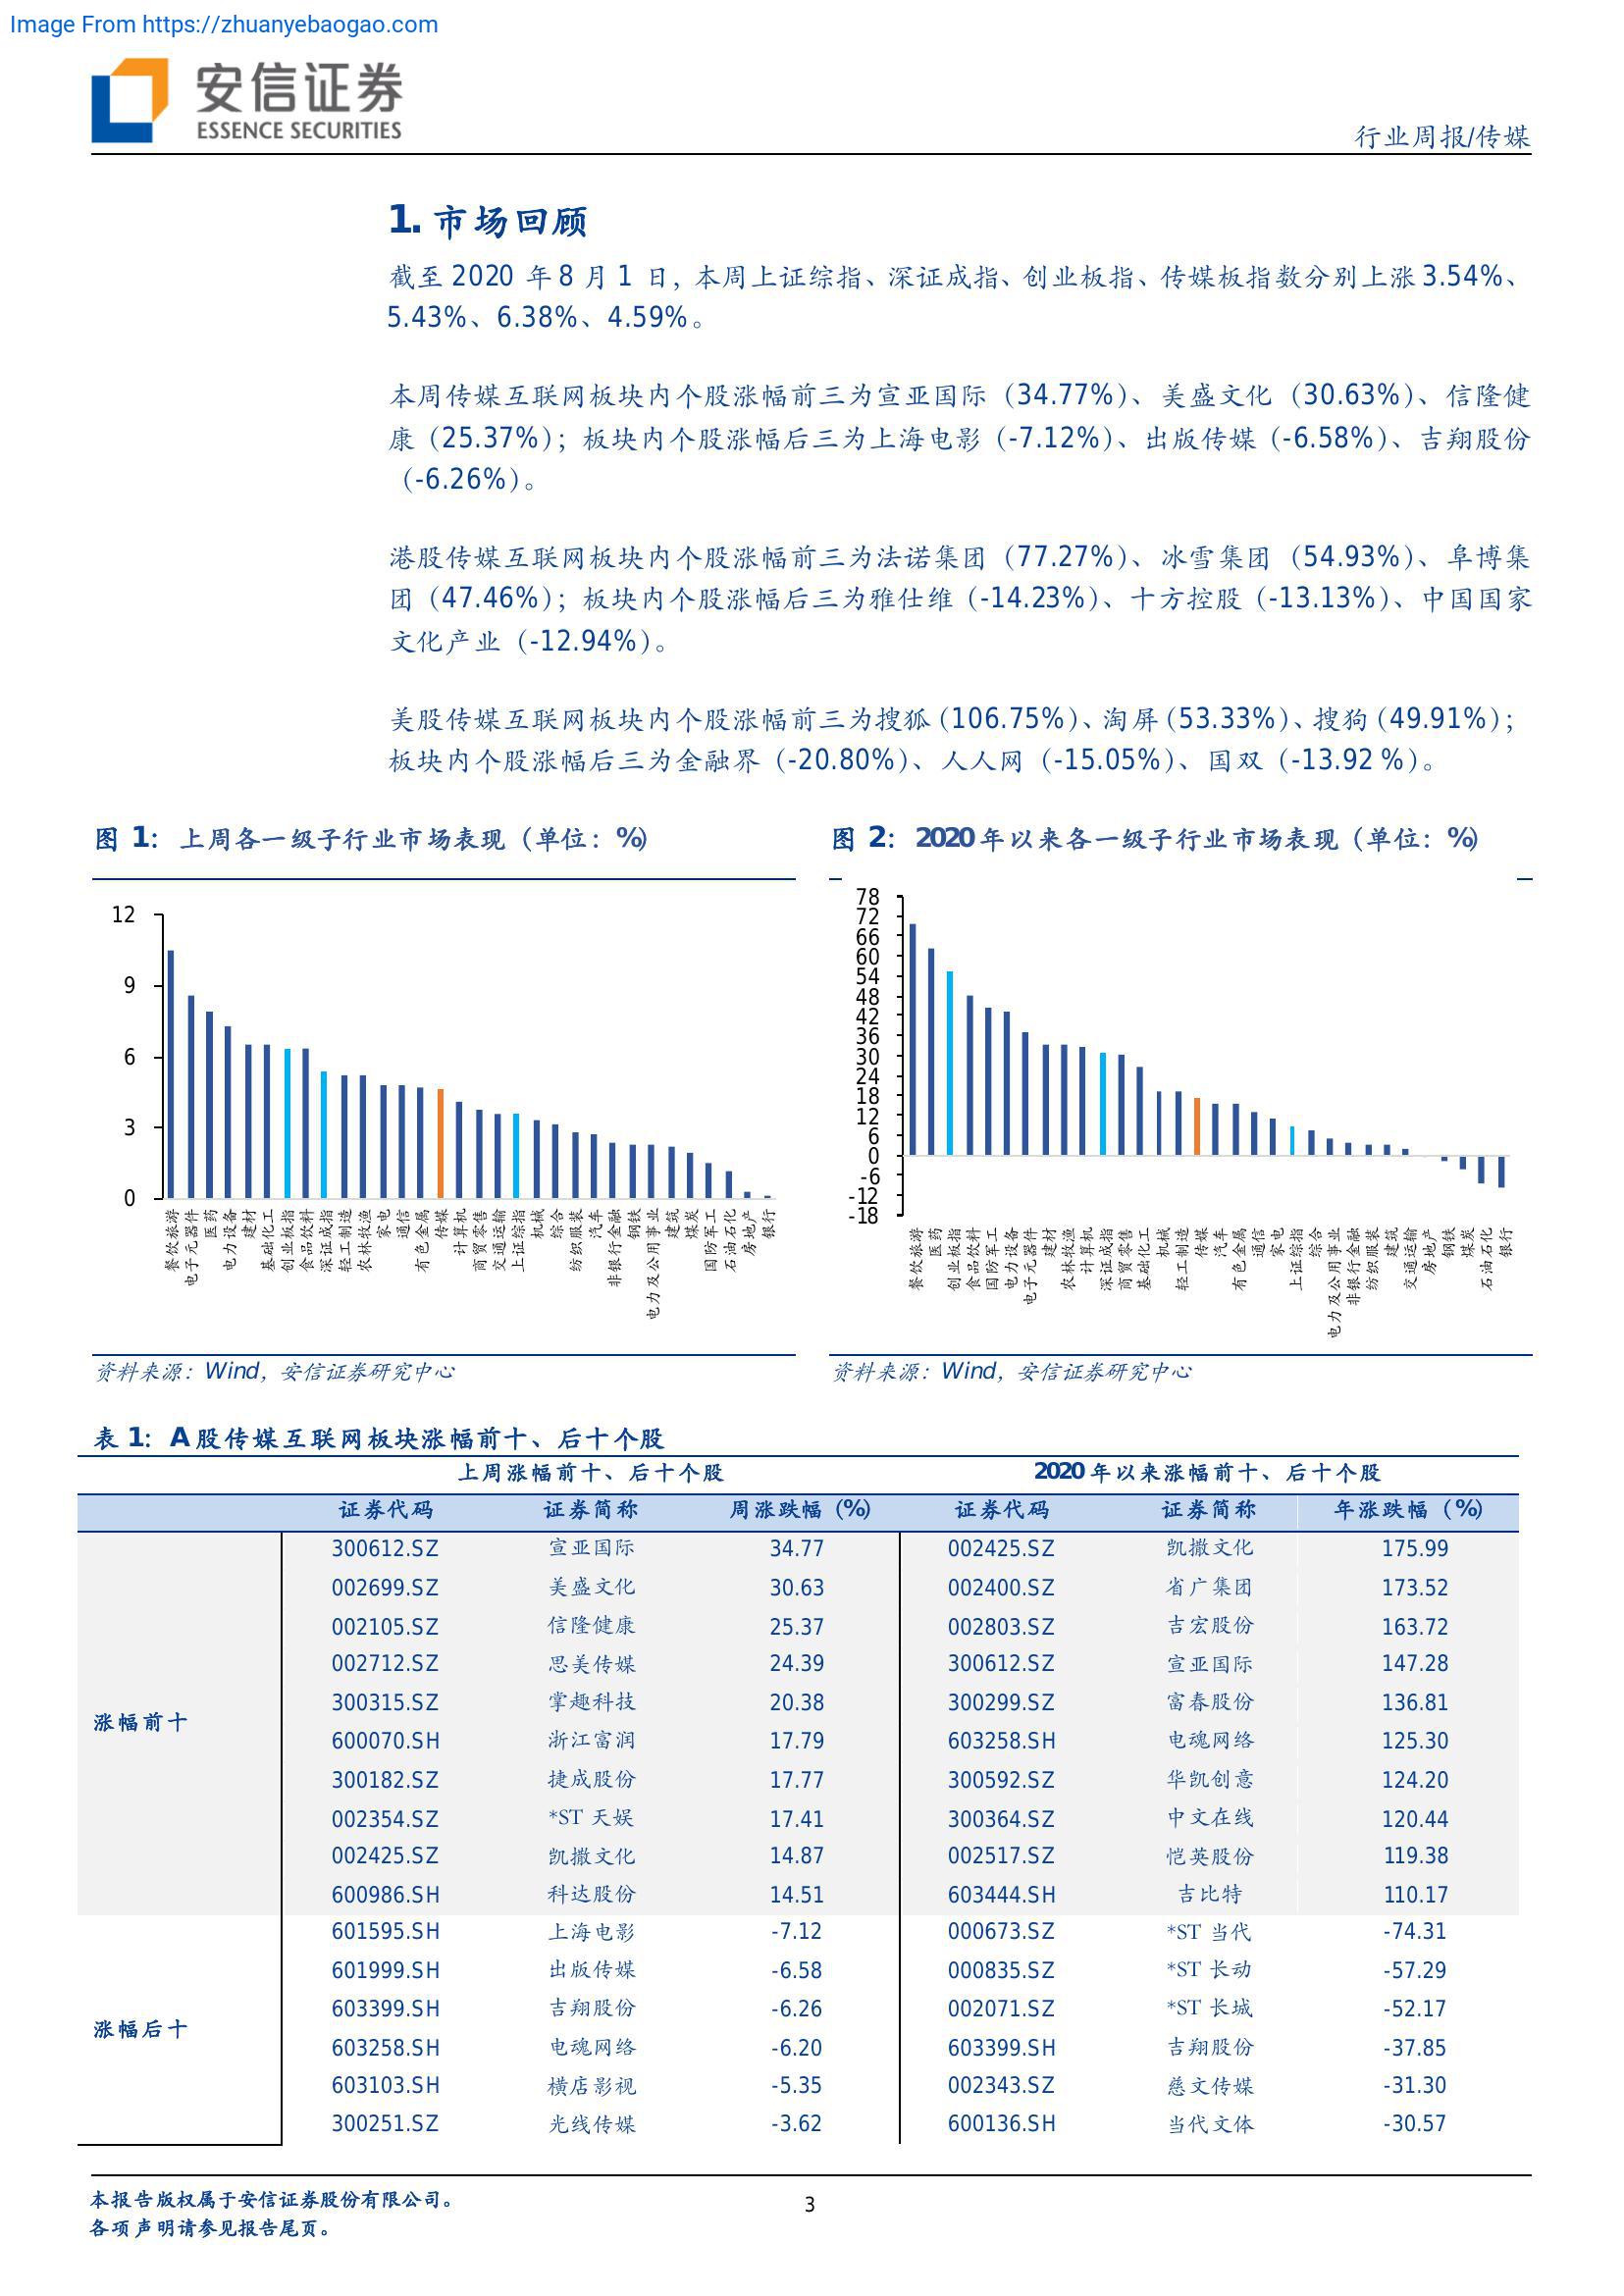 Image From https://zhuanyebaogao.com
安信证券
ESSENCE SECURITIES
行业周报/传媒
1. 市场回顾
截至 2020 年 8 月 1 日，本周上证综指、深证成指、创业板指、传媒板指数分别上涨 3.54%、
5.43%、6.38%、4.59%。
本周传媒互联网板块内个股涨幅前三为宣亚国际（34.77%）、美盛文化（30.63%）、信隆健
康（25.37%）；板块内个股涨幅后三为上海电影（-7.12%）、出版传媒（-6.58%）、吉翔股份
（-6.26%）。
港股传媒互联网板块内个股涨幅前三为法诺集团（77.27%）、冰雪集团（54.93%）、阜博集
团（47.46%）；板块内个股涨幅后三为雅仕维（-14.23%）、十方控股（-13.13%）、中国国家
文化产业（-12.94%）。
美股传媒互联网板块内个股涨幅前三为搜狐（106.75%）、淘屏（53.33%）、搜狗（49.91%）；
板块内个股涨幅后三为金融界（-20.80%）、人人网（-15.05%）、国双（-13.92 %）。
图 1：上周各一级子行业市场表现（单位：%）
12
9
6
3
0
餐饮旅游 电子元器件 医药 电力设备 建材 基础化工 创业板指 食品饮料 深证成指 轻工制造 农林牧渔 家电 通信 有色金属 传媒 计算机 商贸零售 交通运输 上证综指 机械 综合 纺织服装 汽车 非银行金融 钢铁 电力及公用事业 建筑 煤炭 国防军工 石油石化 房地产 银行
资料来源：Wind，安信证券研究中心
图 2：2020 年以来各一级子行业市场表现（单位：%）
78
72
66
60
54
48
42
36
30
24
18
12
6
0
-6
-12
-18
餐饮旅游 医药 创业板指 食品饮料 国防军工 电力设备 电子元器件 建材 农林牧渔 计算机 深证成指 商贸零售 基础化工 机械 轻工制造 传媒 汽车 有色金属 通信 家电 上证综指 综合 电力及公用事业 非银行金融 纺织服装 建筑 交通运输 房地产 钢铁 煤炭 石油石化 银行
资料来源：Wind，安信证券研究中心
表 1：A 股传媒互联网板块涨幅前十、后十个股
上周涨幅前十、后十个股 2020 年以来涨幅前十、后十个股
证券代码 证券简称 周涨跌幅（%） 证券代码 证券简称 年涨跌幅（%）
涨幅前十
300612.SZ 宣亚国际 34.77 002425.SZ 凯撒文化 175.99
002699.SZ 美盛文化 30.63 002400.SZ 省广集团 173.52
002105.SZ 信隆健康 25.37 002803.SZ 吉宏股份 163.72
002712.SZ 思美传媒 24.39 300612.SZ 宣亚国际 147.28
300315.SZ 掌趣科技 20.38 300299.SZ 富春股份 136.81
600070.SH 浙江富润 17.79 603258.SH 电魂网络 125.30
300182.SZ 捷成股份 17.77 300592.SZ 华凯创意 124.20
002354.SZ *ST 天娱 17.41 300364.SZ 中文在线 120.44
002425.SZ 凯撒文化 14.87 002517.SZ 恺英股份 119.38
600986.SH 科达股份 14.51 603444.SH 吉比特 110.17
涨幅后十
601595.SH 上海电影 -7.12 000673.SZ *ST 当代 -74.31
601999.SH 出版传媒 -6.58 000835.SZ *ST 长动 -57.29
603399.SH 吉翔股份 -6.26 002071.SZ *ST 长城 -52.17
603258.SH 电魂网络 -6.20 603399.SH 吉翔股份 -37.85
603103.SH 横店影视 -5.35 002343.SZ 慈文传媒 -31.30
300251.SZ 光线传媒 -3.62 600136.SH 当代文体 -30.57
本报告版权属于安信证券股份有限公司。
各项声明请参见报告尾页。
3